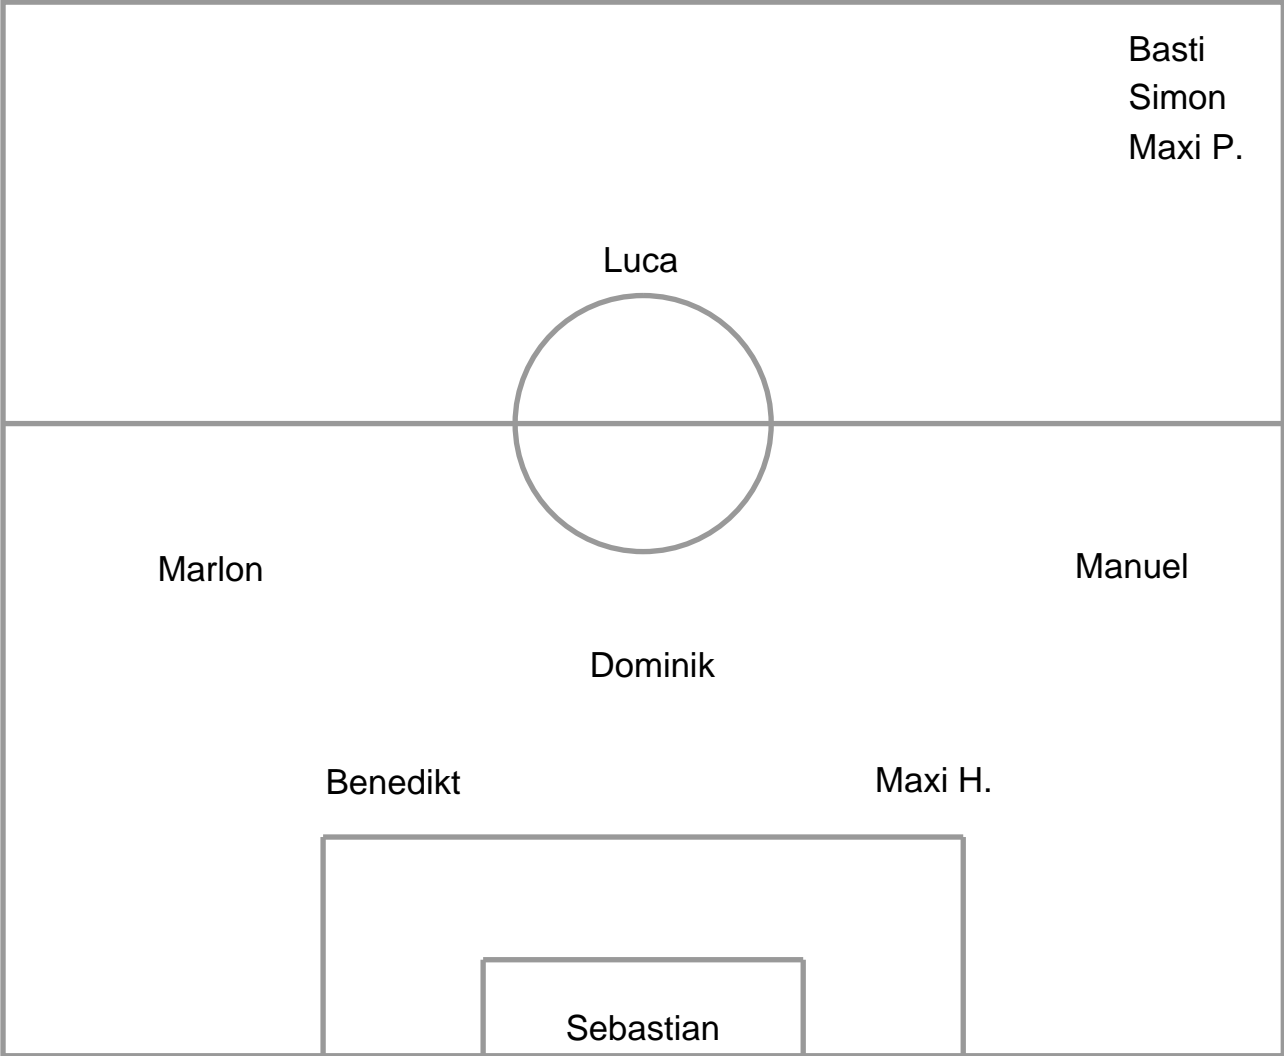 Basti
Simon
Maxi P.
Luca
Marlon
Manuel
Dominik
Benedikt
Maxi H.
Sebastian